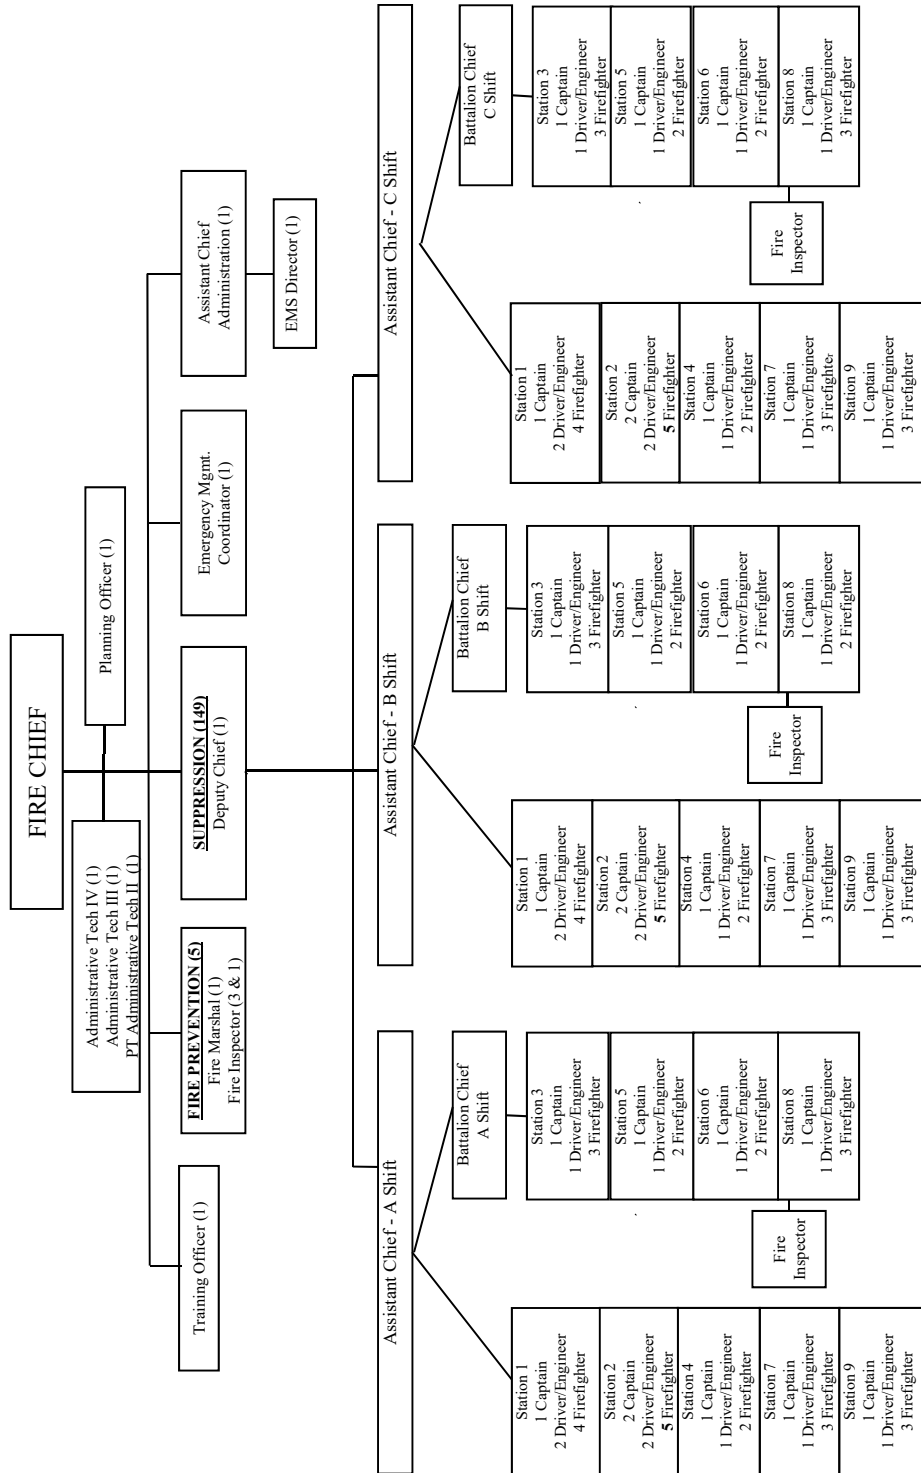 FIRE CHIEF
Administrative Tech IV (1)
Administrative Tech III (1)
PT Administrative Tech II (1)
Planning Officer (1)
Training Officer (1)
FIRE PREVENTION (5)
Fire Marshal (1)
Fire Inspector (3 & 1)
SUPPRESSION (149)
Deputy Chief (1)
Emergency Mgmt.
Coordinator (1)
Assistant Chief
Administration (1)
EMS Director (1)
Assistant Chief - A Shift
Battalion Chief
A Shift
Station 1
1 Captain
2 Driver/Engineer
4 Firefighter
Station 2
2 Captain
2 Driver/Engineer
5 Firefighter
Station 4
1 Captain
1 Driver/Engineer
2 Firefighter
Station 7
1 Captain
1 Driver/Engineer
3 Firefighter
Station 9
1 Captain
1 Driver/Engineer
3 Firefighter
Station 3
1 Captain
1 Driver/Engineer
3 Firefighter
Station 5
1 Captain
1 Driver/Engineer
2 Firefighter
Station 6
1 Captain
1 Driver/Engineer
2 Firefighter
Station 8
1 Captain
1 Driver/Engineer
3 Firefighter
Fire
Inspector
Assistant Chief - B Shift
Battalion Chief
B Shift
Station 1
1 Captain
2 Driver/Engineer
4 Firefighter
Station 2
2 Captain
2 Driver/Engineer
5 Firefighter
Station 4
1 Captain
1 Driver/Engineer
2 Firefighter
Station 7
1 Captain
1 Driver/Engineer
3 Firefighter
Station 9
1 Captain
1 Driver/Engineer
3 Firefighter
Station 3
1 Captain
1 Driver/Engineer
3 Firefighter
Station 5
1 Captain
1 Driver/Engineer
2 Firefighter
Station 6
1 Captain
1 Driver/Engineer
2 Firefighter
Station 8
1 Captain
1 Driver/Engineer
2 Firefighter
Fire
Inspector
Assistant Chief - C Shift
Battalion Chief
C Shift
Station 1
1 Captain
2 Driver/Engineer
4 Firefighter
Station 2
2 Captain
2 Driver/Engineer
5 Firefighter
Station 4
1 Captain
1 Driver/Engineer
2 Firefighter
Station 7
1 Captain
1 Driver/Engineer
3 Firefighter
Station 9
1 Captain
1 Driver/Engineer
3 Firefighter
Station 3
1 Captain
1 Driver/Engineer
3 Firefighter
Station 5
1 Captain
1 Driver/Engineer
2 Firefighter
Station 6
1 Captain
1 Driver/Engineer
2 Firefighter
Station 8
1 Captain
1 Driver/Engineer
3 Firefighter
Fire
Inspector